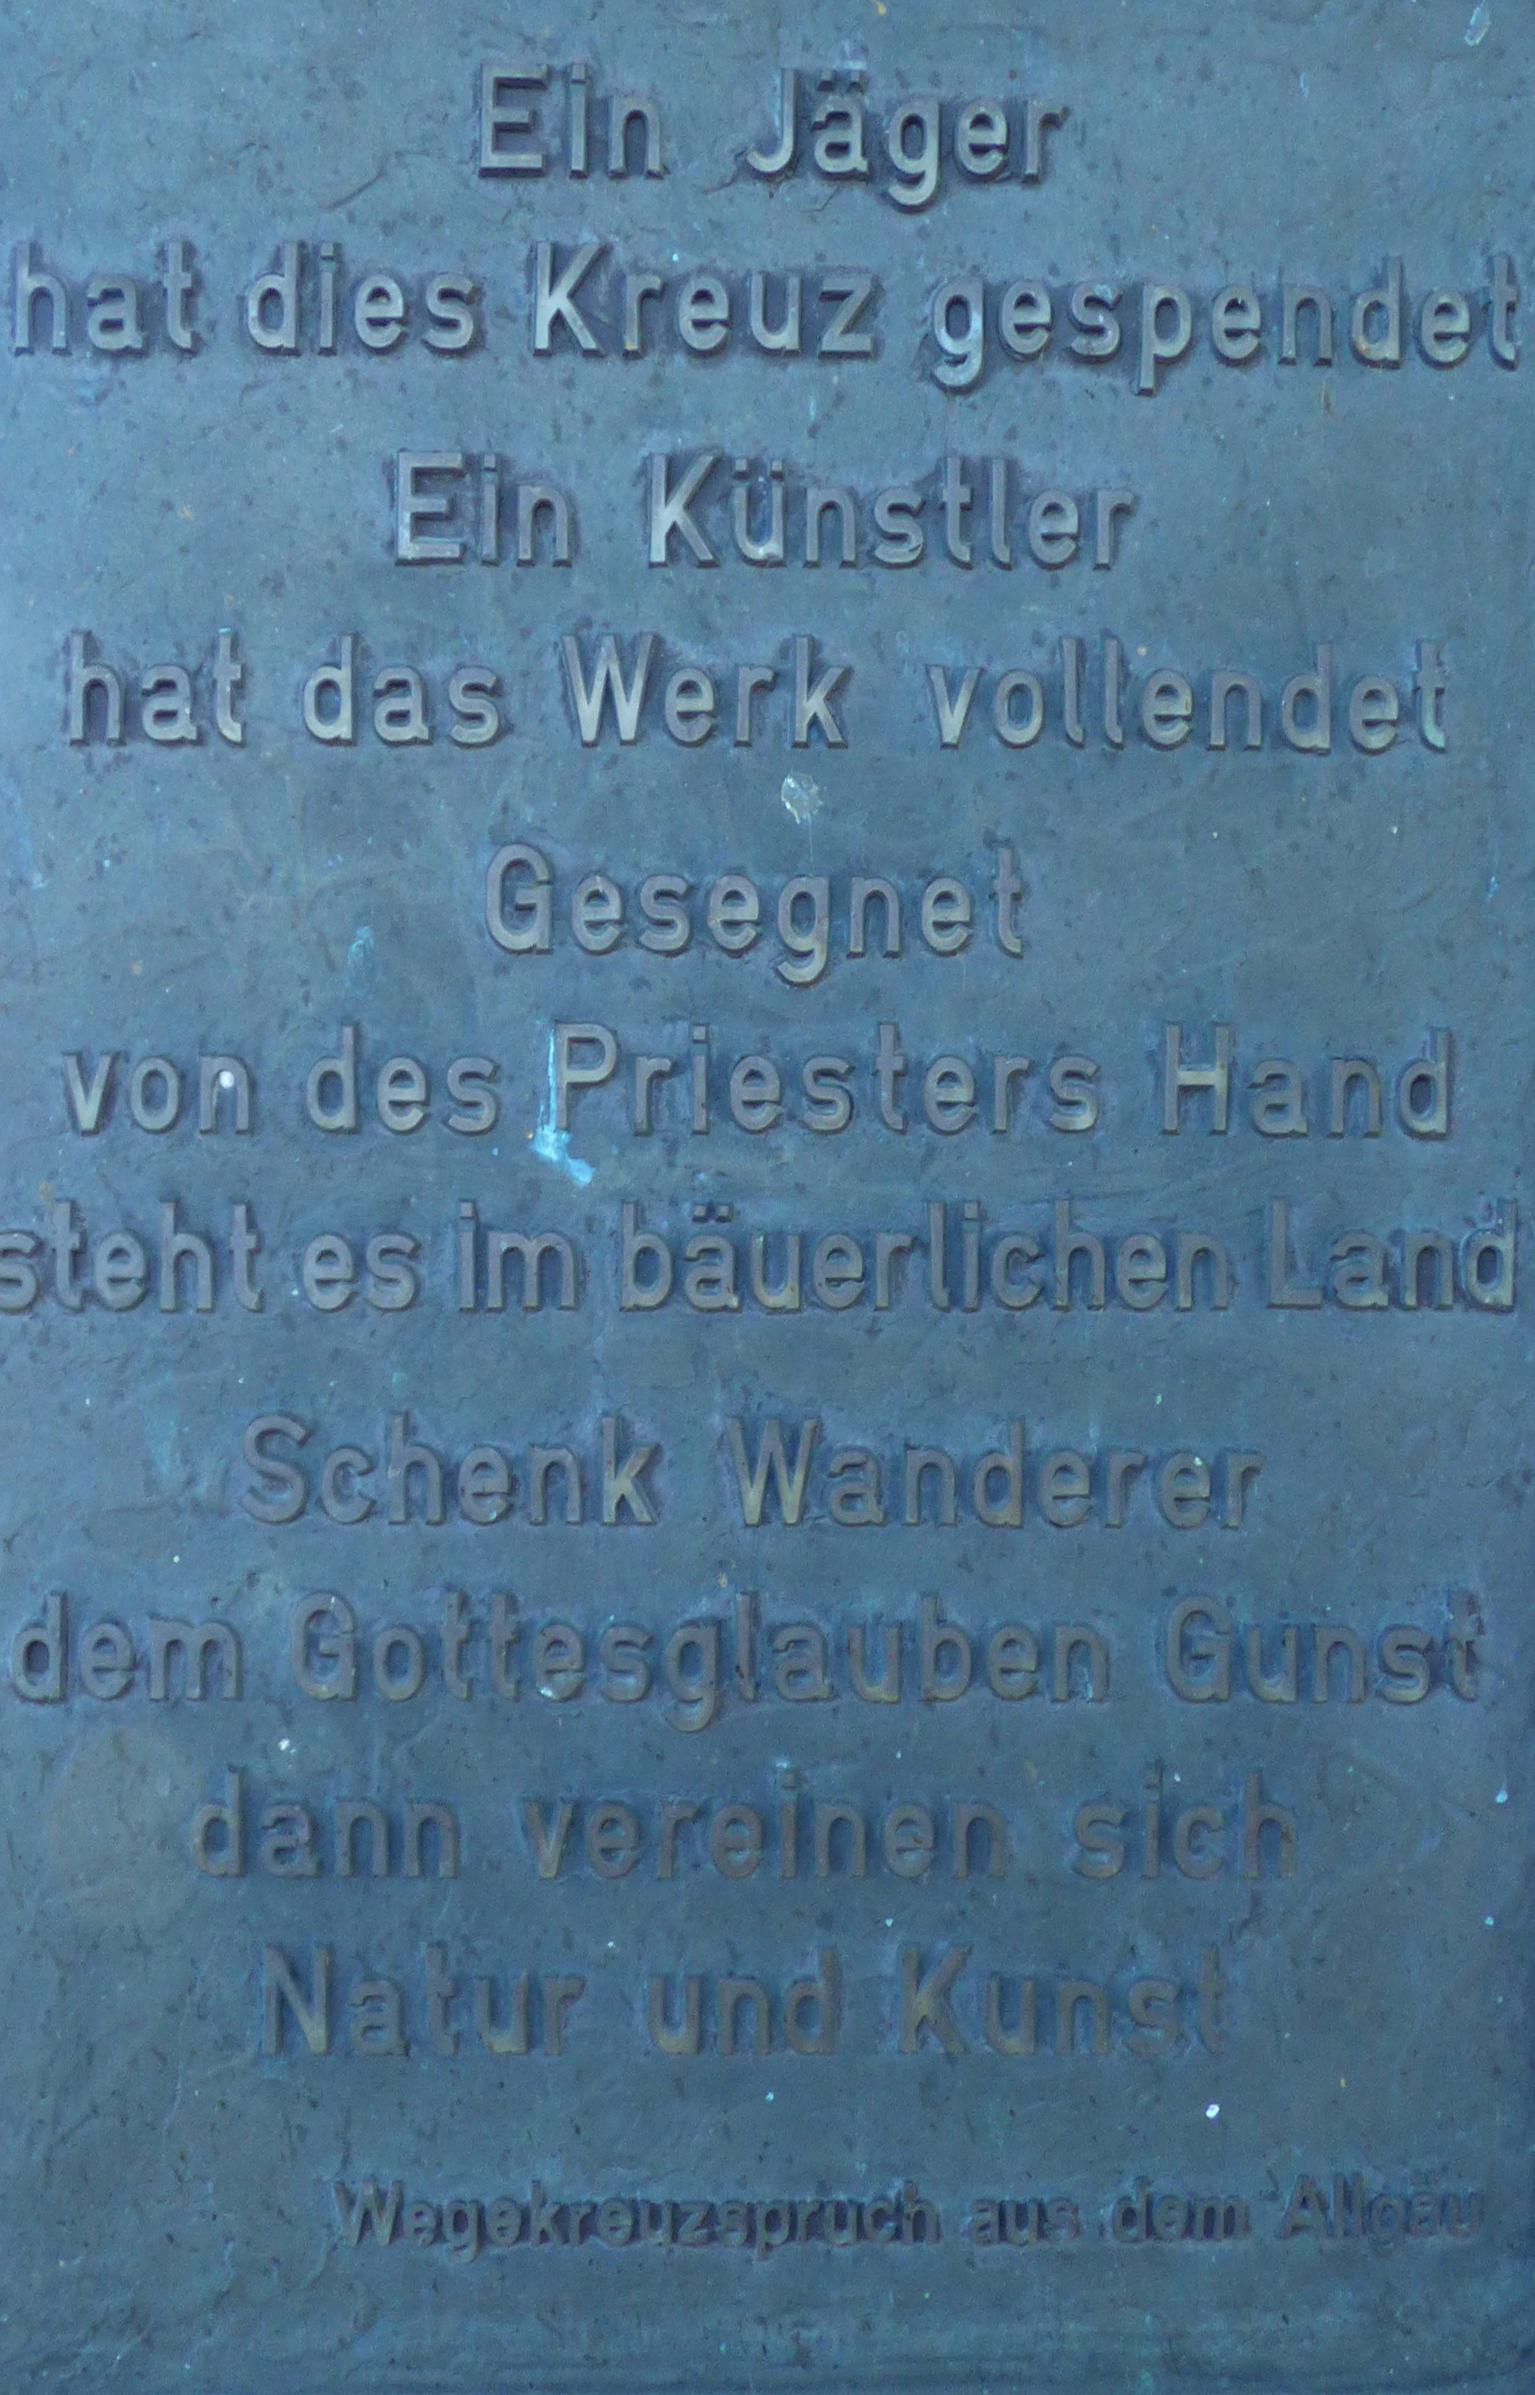 Ein Jäger
hat dies Kreuz gespendet
Ein Künstler
hat das Werk vollendet
Gesegnet
von des Priesters Hand
steht es im bäuerlichen Land
Schenk Wanderer
dem Gottesglauben Gunst
dann vereinen sich
Natur und Kunst
Wegekreuzspruch aus dem Allgäu